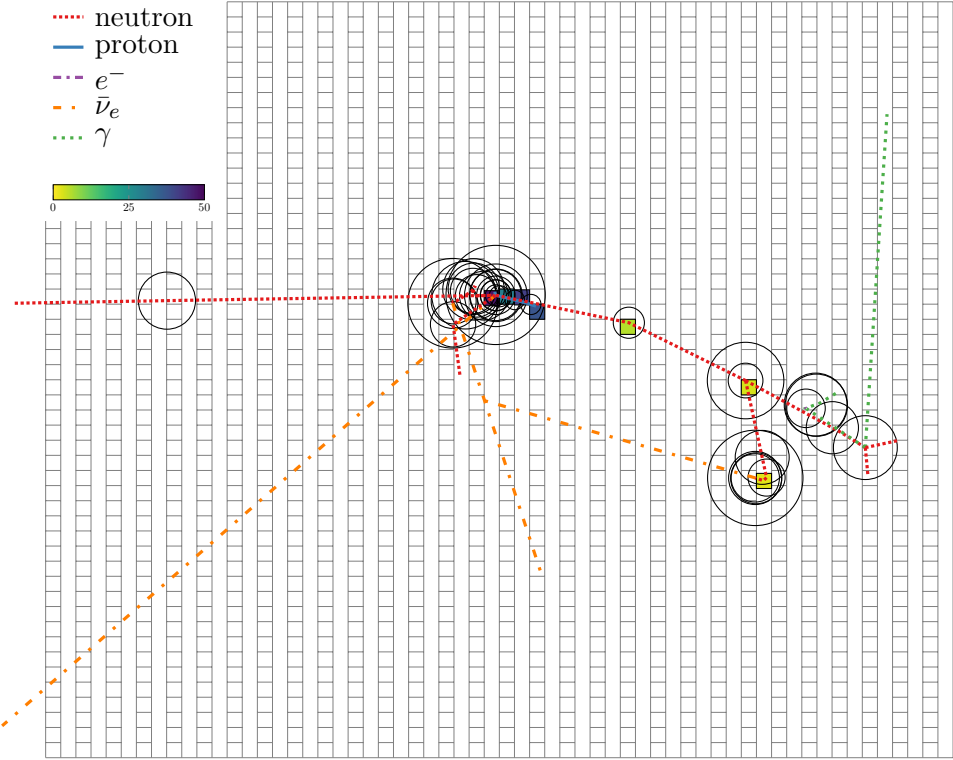 neutron
proton
e⁻
ν̄ₑ
γ
0 25 50